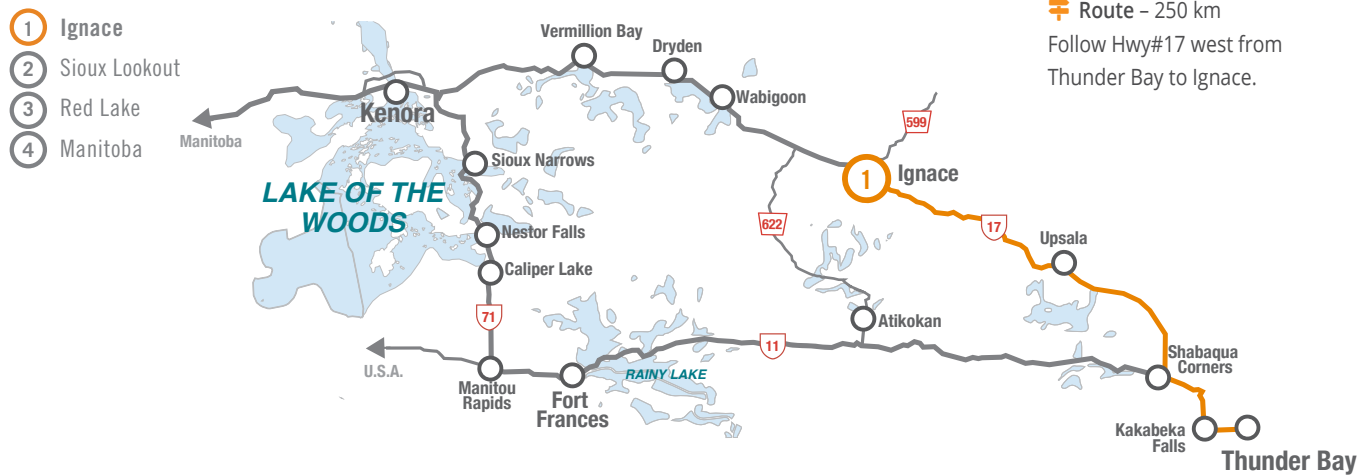 1 Ignace
2 Sioux Lookout
3 Red Lake
4 Manitoba
Route – 250 km
Follow Hwy#17 west from
Thunder Bay to Ignace.
Vermillion Bay
Dryden
Wabigoon
Kenora
Manitoba
599
1
Ignace
Sioux Narrows
LAKE OF THE
WOODS
622
17
Nestor Falls
Upsala
Caliper Lake
71
Atikokan
11
U.S.A.
Shabaqua
Corners
RAINY LAKE
Manitou
Rapids
Fort
Frances
Kakabeka
Falls
Thunder Bay